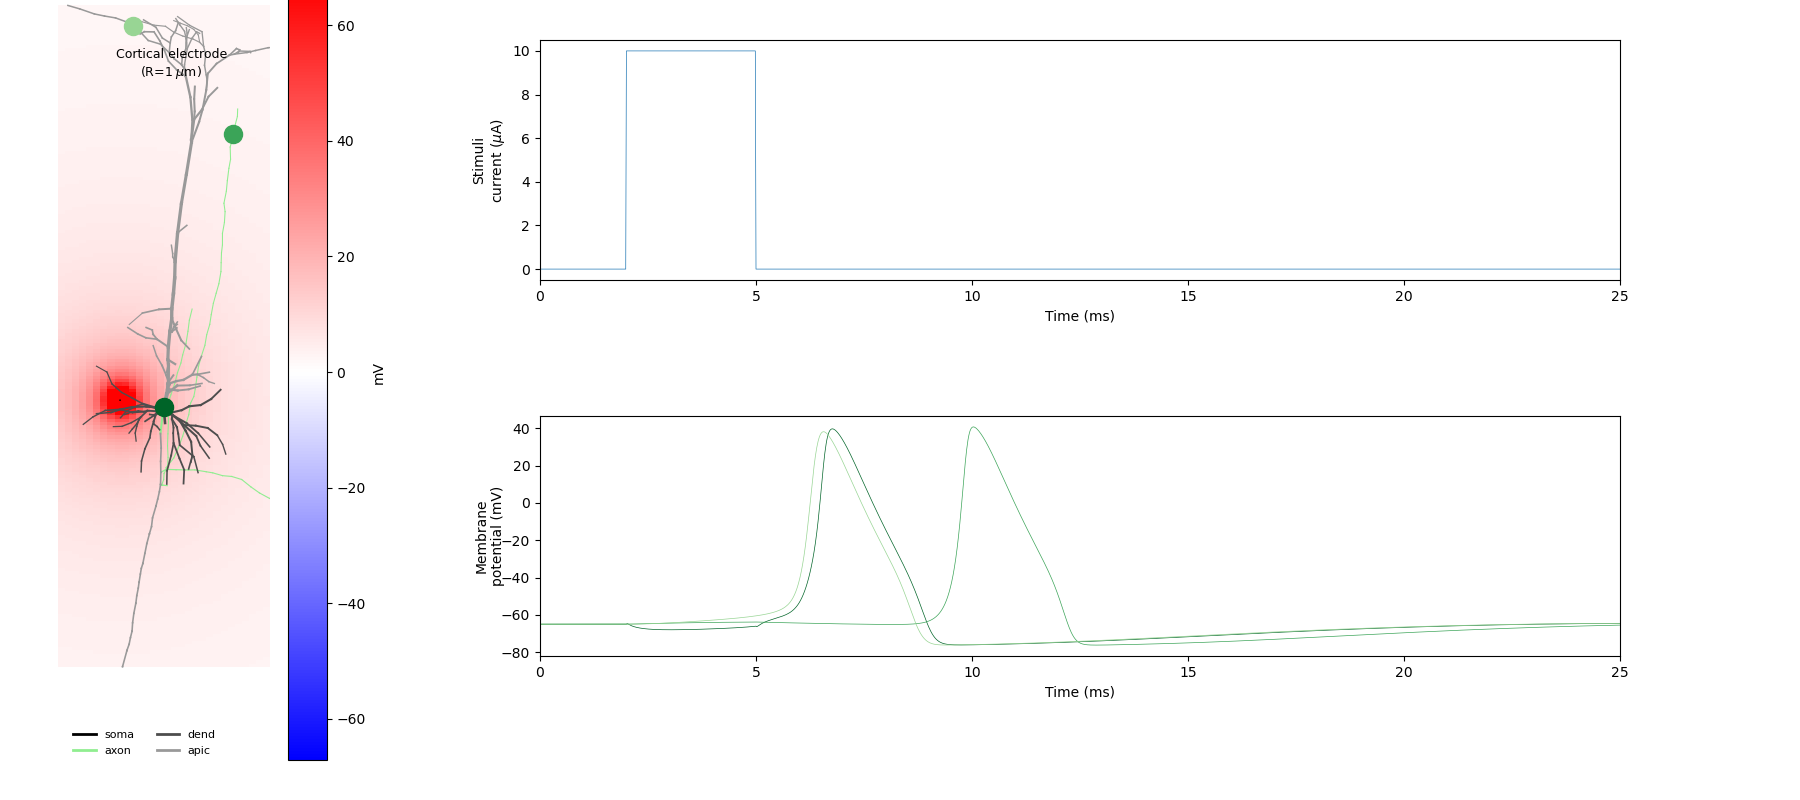 Cortical electrode
(R=1 μm)
60
40
20
0
−20
−40
−60
mV
soma
dend
axon
apic
10
8
6
4
2
0
Stimuli
current (μA)
0
5
10
15
20
25
Time (ms)
40
20
0
−20
−40
−60
−80
Membrane
potential (mV)
0
5
10
15
20
25
Time (ms)